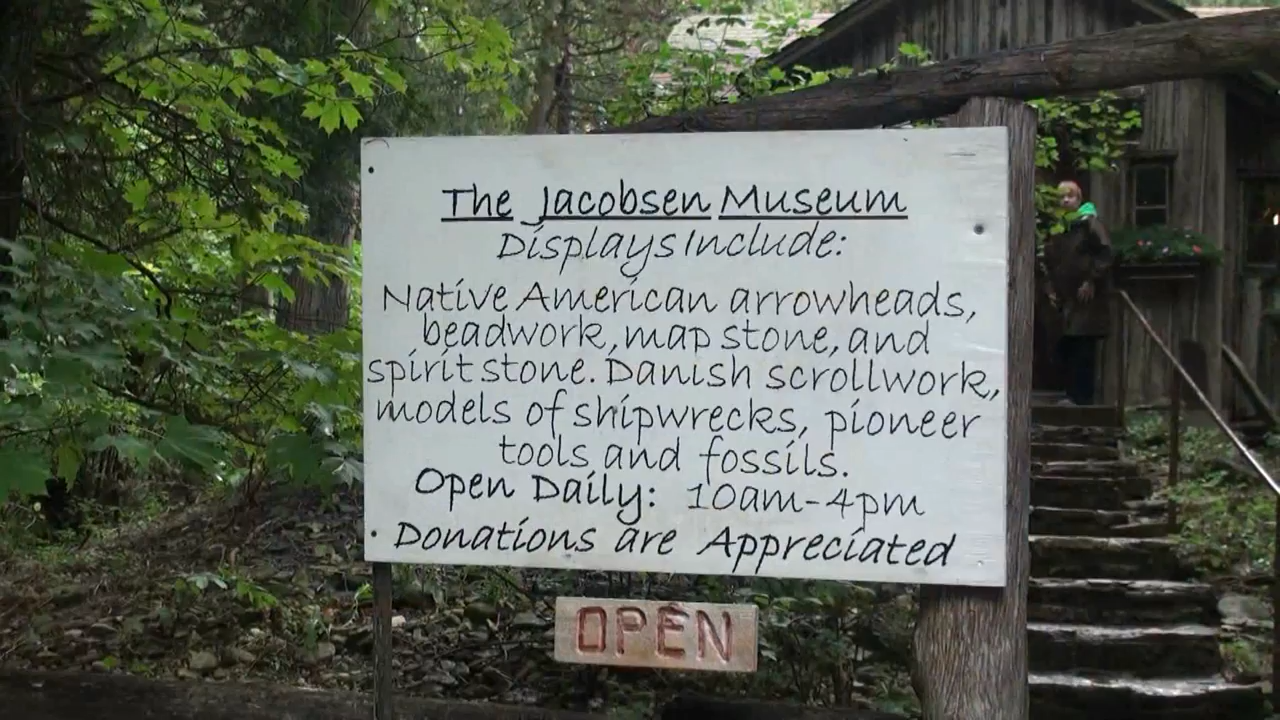 The Jacobsen Museum
Displays Include:
Native American arrowheads,
beadwork, map stone, and
spirit stone. Danish scrollwork,
models of shipwrecks, pioneer
tools and fossils.
Open Daily: 10am-4pm
Donations are Appreciated
OPEN